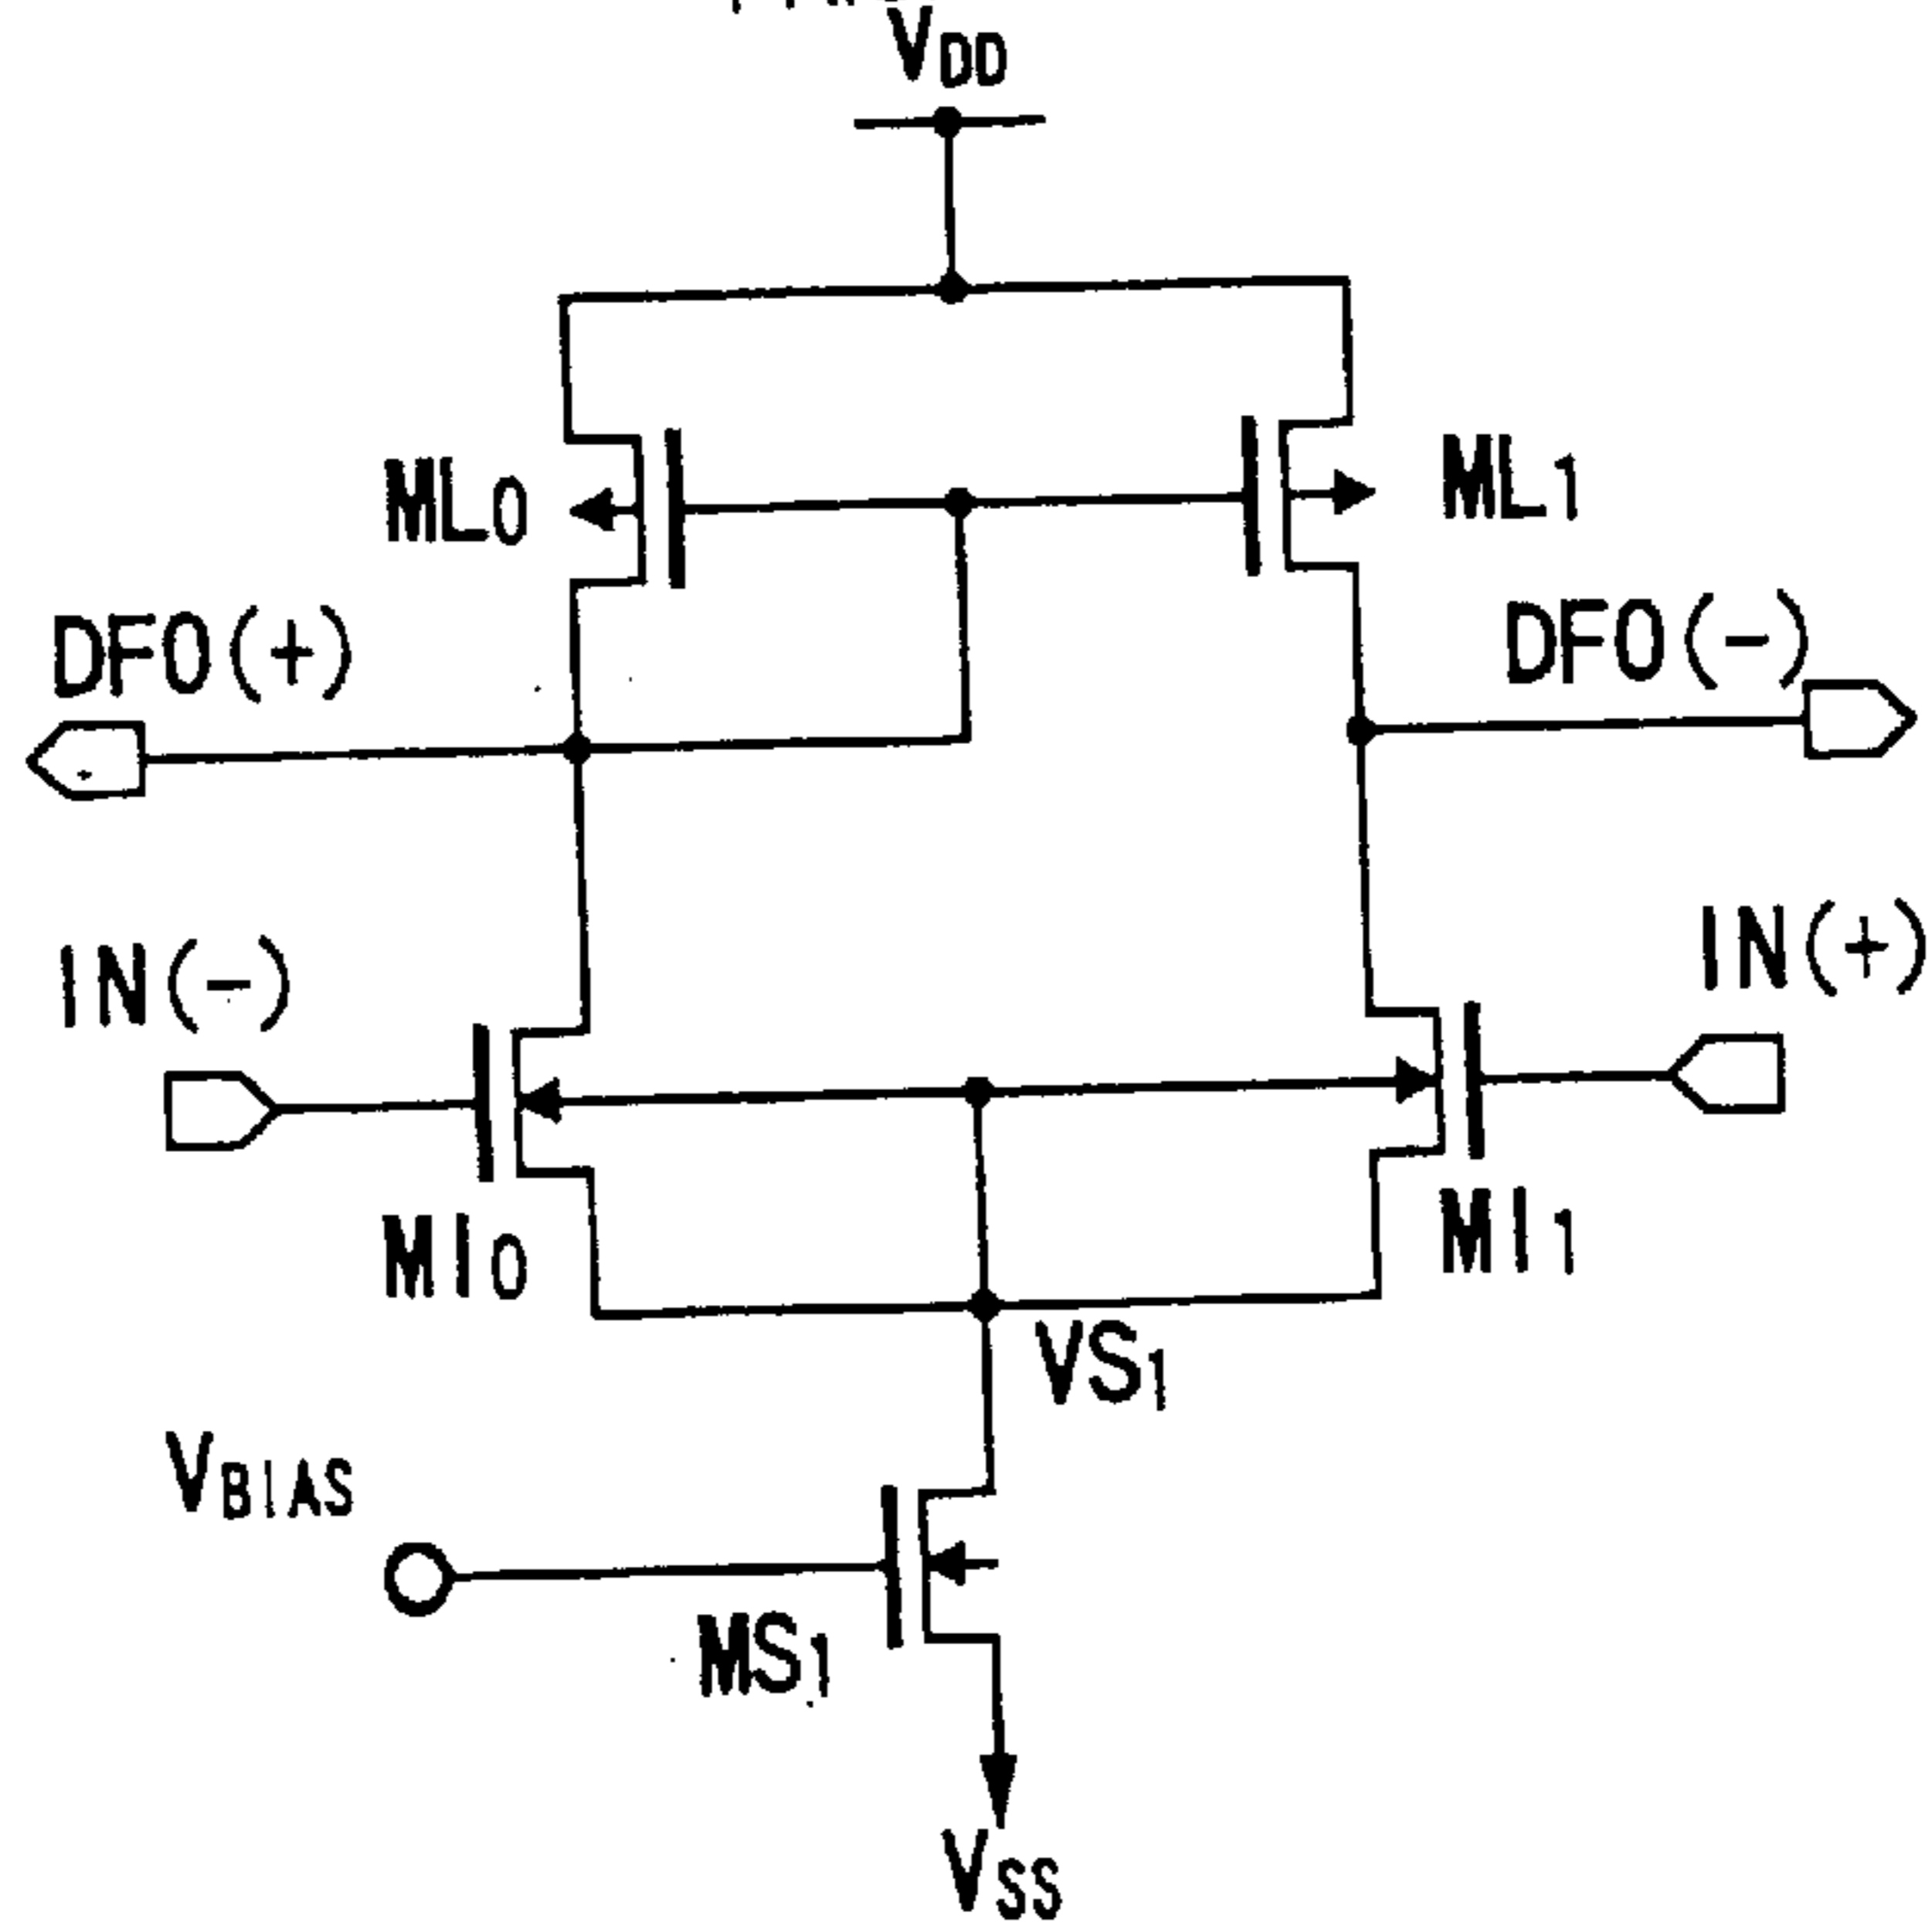 VDD
ML0
ML1
DFO(+)
DFO(-)
IN(-)
IN(+)
MI0
MI1
VS1
VBIAS
MS1
VSS